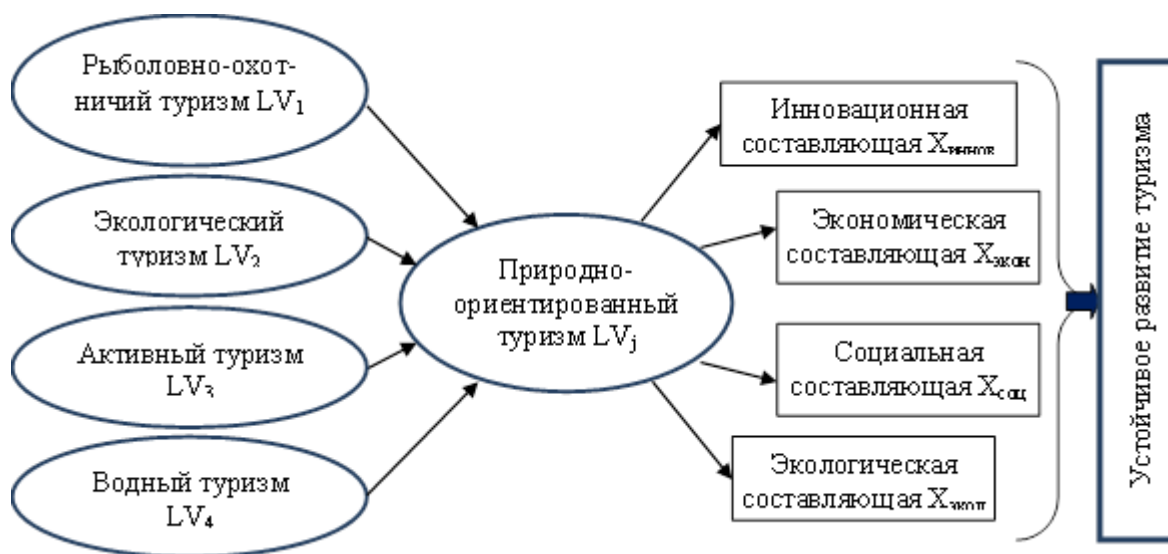 Рыболовно-охот-
ничий туризм LV1
Экологический
туризм LV2
Активный туризм
LV3
Водный туризм
LV4
Природно-
ориентированный
туризм LVj
Инновационная
составляющая Xиннов
Экономическая
составляющая Xэкон
Социальная
составляющая Xсоц
Экологическая
составляющая Xэкол
Устойчивое развитие туризма